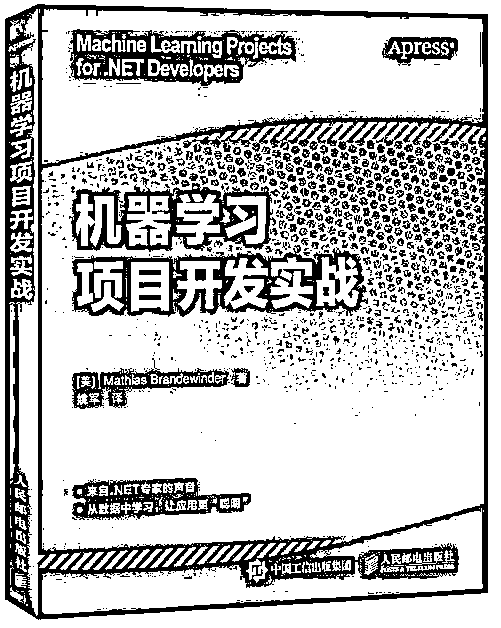 Machine Learning Projects
for .NET Developers
Apress®
机器学习
项目开发实战
[美] Mathias Brandewinder 著
姚军 译
来自.NET专家的声音
从数据中学习,让应用更“聪明”
中国工信出版集团
人民邮电出版社
POSTS & TELECOM PRESS
机器学习项目开发实战
人民邮电出版社